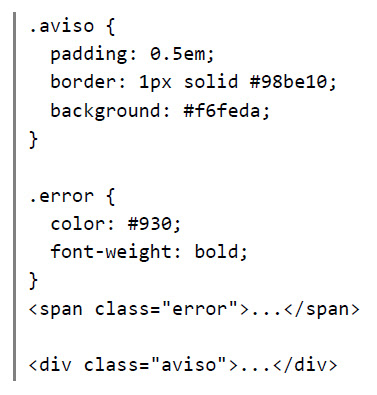 .aviso {
  padding: 0.5em;
  border: 1px solid #98be10;
  background: #f6feda;
}

.error {
  color: #930;
  font-weight: bold;
}
<span class="error">...</span>

<div class="aviso">...</div>